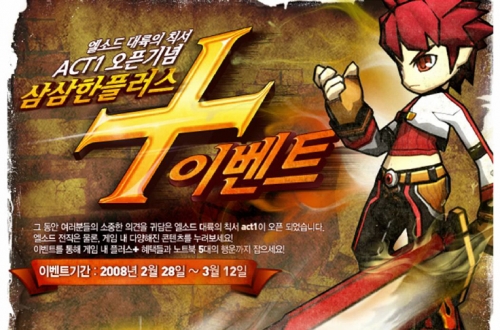 엘소드 대륙의 칙서
ACT1 오픈기념
삼삼한플러스
+이벤트
그 동안 여러분들의 소중한 의견을 귀담은 엘소드 대륙의 칙서 act1이 오픈 되었습니다.
엘소드 전직은 물론, 게임 내 다양해진 콘텐츠를 누려보세요!
이벤트를 통해 게임 내 플러스+ 혜택들과 노트북 5대의 행운까지 잡으세요!
이벤트기간 : 2008년 2월 28일 ~ 3월 12일